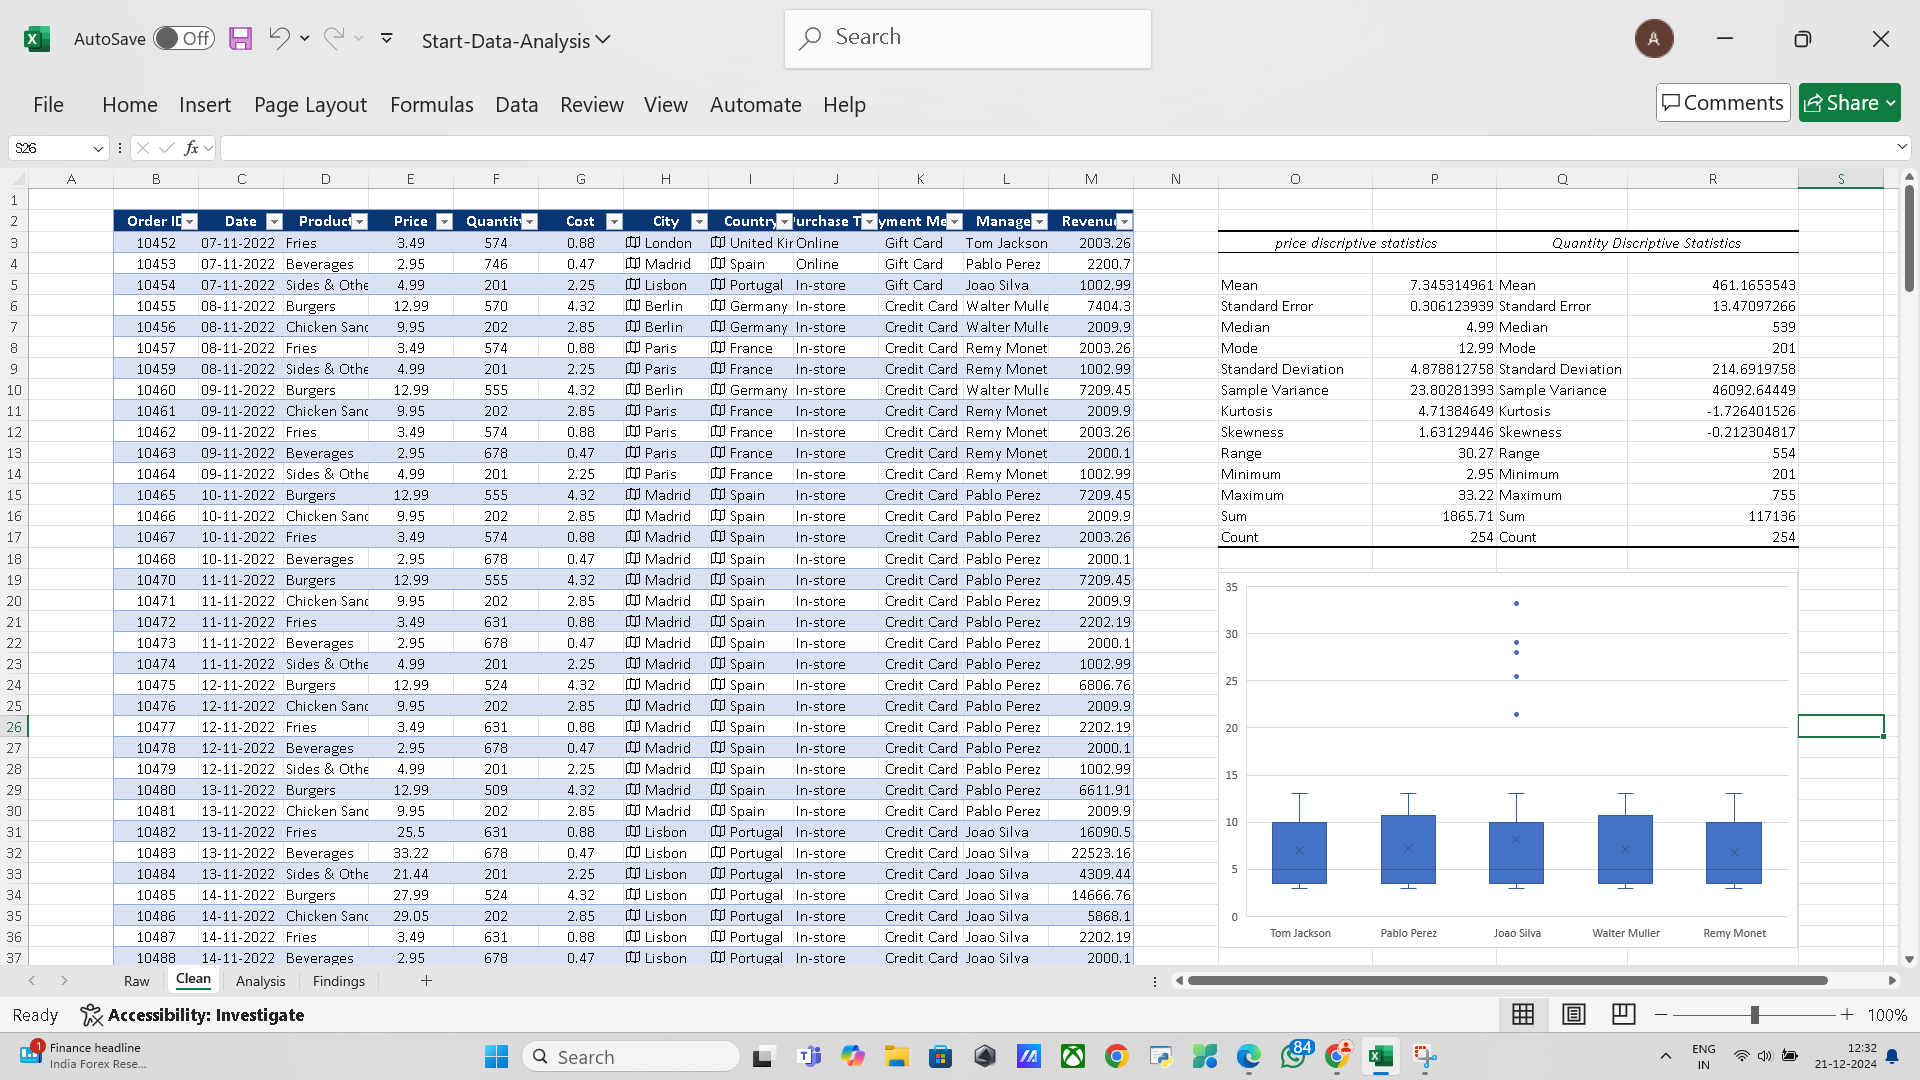 AutoSave Off Start-Data-Analysis Search A
File Home Insert Page Layout Formulas Data Review View Automate Help Comments Share
S26 fx
A B C D E F G H I J K L M N O P Q R S
1
2 Order ID Date Product Price Quantity Cost City Country urchase T yment Me Manage Revenu
3 10452 07-11-2022 Fries 3.49 574 0.88 London United Kir Online Gift Card Tom Jackson 2003.26 price discriptive statistics Quantity Discriptive Statistics
4 10453 07-11-2022 Beverages 2.95 746 0.47 Madrid Spain Online Gift Card Pablo Perez 2200.7
5 10454 07-11-2022 Sides & Othe 4.99 201 2.25 Lisbon Portugal In-store Gift Card Joao Silva 1002.99 Mean 7.345314961 Mean 461.1653543
6 10455 08-11-2022 Burgers 12.99 570 4.32 Berlin Germany In-store Credit Card Walter Mulle 7404.3 Standard Error 0.306123939 Standard Error 13.47097266
7 10456 08-11-2022 Chicken Sanc 9.95 202 2.85 Berlin Germany In-store Credit Card Walter Mulle 2009.9 Median 4.99 Median 539
8 10457 08-11-2022 Fries 3.49 574 0.88 Paris France In-store Credit Card Remy Monet 2003.26 Mode 12.99 Mode 201
9 10459 08-11-2022 Sides & Othe 4.99 201 2.25 Paris France In-store Credit Card Remy Monet 1002.99 Standard Deviation 4.878812758 Standard Deviation 214.6919758
10 10460 09-11-2022 Burgers 12.99 555 4.32 Berlin Germany In-store Credit Card Walter Mulle 7209.45 Sample Variance 23.80281393 Sample Variance 46092.64449
11 10461 09-11-2022 Chicken Sanc 9.95 202 2.85 Paris France In-store Credit Card Remy Monet 2009.9 Kurtosis 4.71384649 Kurtosis -1.726401526
12 10462 09-11-2022 Fries 3.49 574 0.88 Paris France In-store Credit Card Remy Monet 2003.26 Skewness 1.63129446 Skewness -0.212304817
13 10463 09-11-2022 Beverages 2.95 678 0.47 Paris France In-store Credit Card Remy Monet 2000.1 Range 30.27 Range 554
14 10464 09-11-2022 Sides & Othe 4.99 201 2.25 Paris France In-store Credit Card Remy Monet 1002.99 Minimum 2.95 Minimum 201
15 10465 10-11-2022 Burgers 12.99 555 4.32 Madrid Spain In-store Credit Card Pablo Perez 7209.45 Maximum 33.22 Maximum 755
16 10466 10-11-2022 Chicken Sanc 9.95 202 2.85 Madrid Spain In-store Credit Card Pablo Perez 2009.9 Sum 1865.71 Sum 117136
17 10467 10-11-2022 Fries 3.49 574 0.88 Madrid Spain In-store Credit Card Pablo Perez 2003.26 Count 254 Count 254
18 10468 10-11-2022 Beverages 2.95 678 0.47 Madrid Spain In-store Credit Card Pablo Perez 2000.1
19 10470 11-11-2022 Burgers 12.99 555 4.32 Madrid Spain In-store Credit Card Pablo Perez 7209.45
20 10471 11-11-2022 Chicken Sanc 9.95 202 2.85 Madrid Spain In-store Credit Card Pablo Perez 2009.9
21 10472 11-11-2022 Fries 3.49 631 0.88 Madrid Spain In-store Credit Card Pablo Perez 2202.19
22 10473 11-11-2022 Beverages 2.95 678 0.47 Madrid Spain In-store Credit Card Pablo Perez 2000.1
23 10474 11-11-2022 Sides & Othe 4.99 201 2.25 Madrid Spain In-store Credit Card Pablo Perez 1002.99
24 10475 12-11-2022 Burgers 12.99 524 4.32 Madrid Spain In-store Credit Card Pablo Perez 6806.76
25 10476 12-11-2022 Chicken Sanc 9.95 202 2.85 Madrid Spain In-store Credit Card Pablo Perez 2009.9
26 10477 12-11-2022 Fries 3.49 631 0.88 Madrid Spain In-store Credit Card Pablo Perez 2202.19
27 10478 12-11-2022 Beverages 2.95 678 0.47 Madrid Spain In-store Credit Card Pablo Perez 2000.1
28 10479 12-11-2022 Sides & Othe 4.99 201 2.25 Madrid Spain In-store Credit Card Pablo Perez 1002.99
29 10480 13-11-2022 Burgers 12.99 509 4.32 Madrid Spain In-store Credit Card Pablo Perez 6611.91
30 10481 13-11-2022 Chicken Sanc 9.95 202 2.85 Madrid Spain In-store Credit Card Pablo Perez 2009.9
31 10482 13-11-2022 Fries 25.5 631 0.88 Lisbon Portugal In-store Credit Card Joao Silva 16090.5
32 10483 13-11-2022 Beverages 33.22 678 0.47 Lisbon Portugal In-store Credit Card Joao Silva 22523.16
33 10484 13-11-2022 Sides & Othe 21.44 201 2.25 Lisbon Portugal In-store Credit Card Joao Silva 4309.44
34 10485 14-11-2022 Burgers 27.99 524 4.32 Lisbon Portugal In-store Credit Card Joao Silva 14666.76
35 10486 14-11-2022 Chicken Sanc 29.05 202 2.85 Lisbon Portugal In-store Credit Card Joao Silva 5868.1
36 10487 14-11-2022 Fries 3.49 631 0.88 Lisbon Portugal In-store Credit Card Joao Silva 2202.19
37 10488 14-11-2022 Beverages 2.95 678 0.47 Lisbon Portugal In-store Credit Card Joao Silva 2000.1
35
30
25
20
15
10
5
0
Tom Jackson Pablo Perez Joao Silva Walter Muller Remy Monet
Raw Clean Analysis Findings
Ready Accessibility: Investigate 100%
1 Finance headline
India Forex Rese...
Search 84
ENG
IN
12:32
21-12-2024